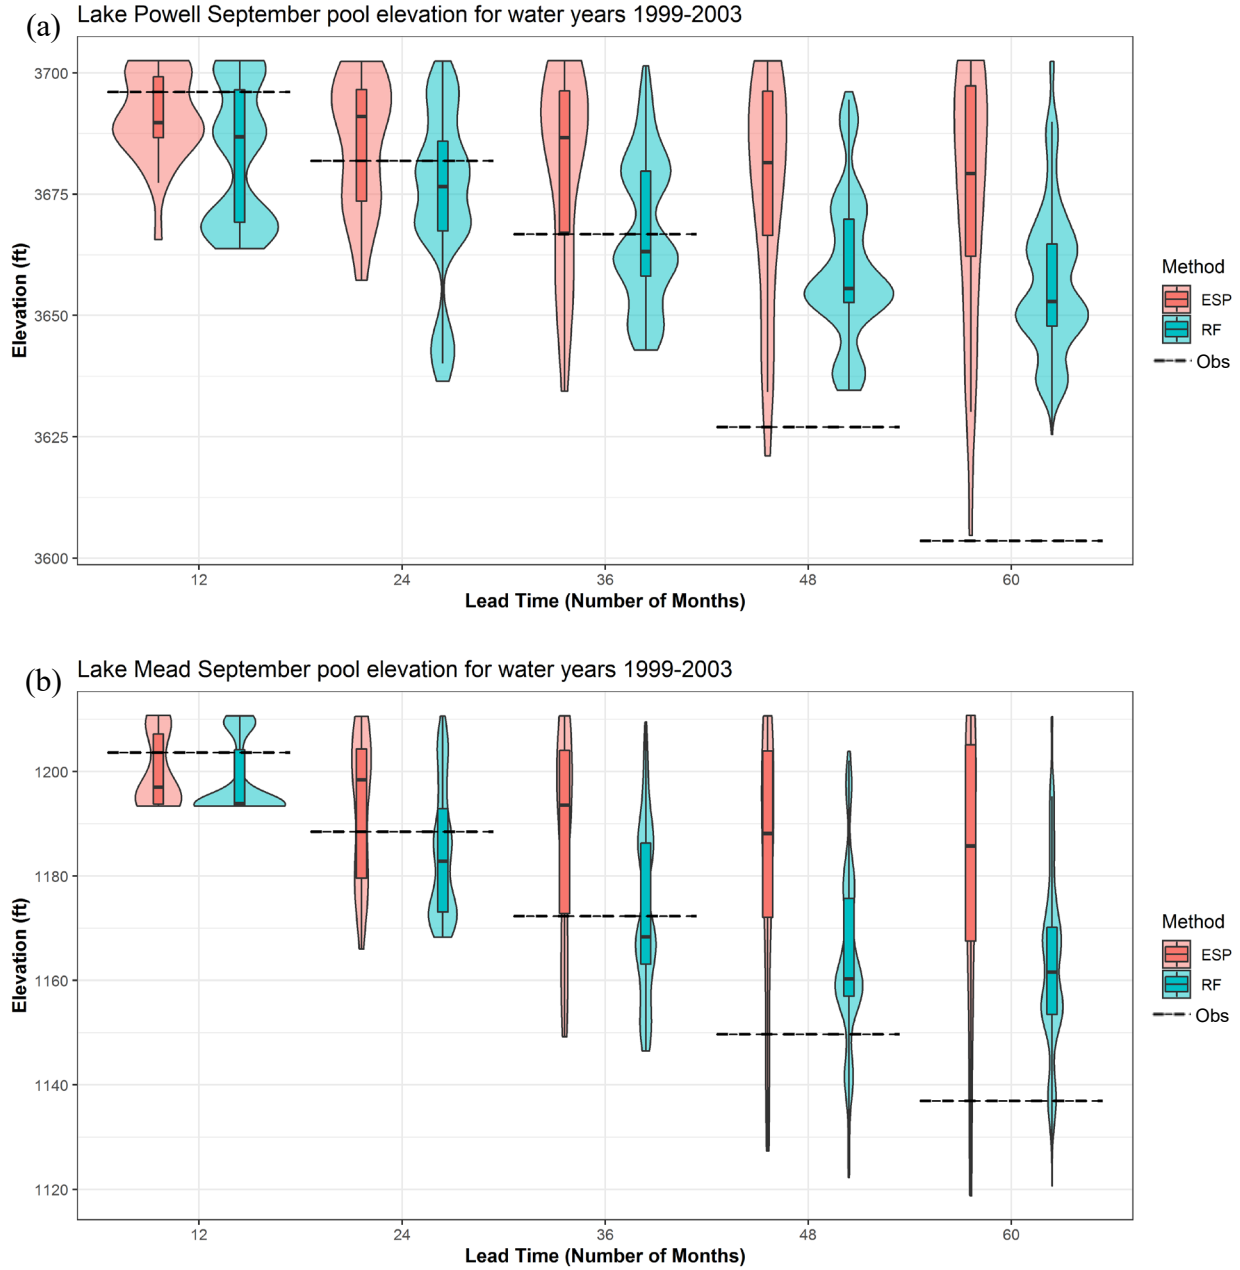 (a)
Lake Powell September pool elevation for water years 1999-2003
Elevation (ft)
3700
3675
3650
3625
3600
12 24 36 48 60
Lead Time (Number of Months)
Method
ESP
RF
Obs
(b)
Lake Mead September pool elevation for water years 1999-2003
Elevation (ft)
1200
1180
1160
1140
1120
12 24 36 48 60
Lead Time (Number of Months)
Method
ESP
RF
Obs